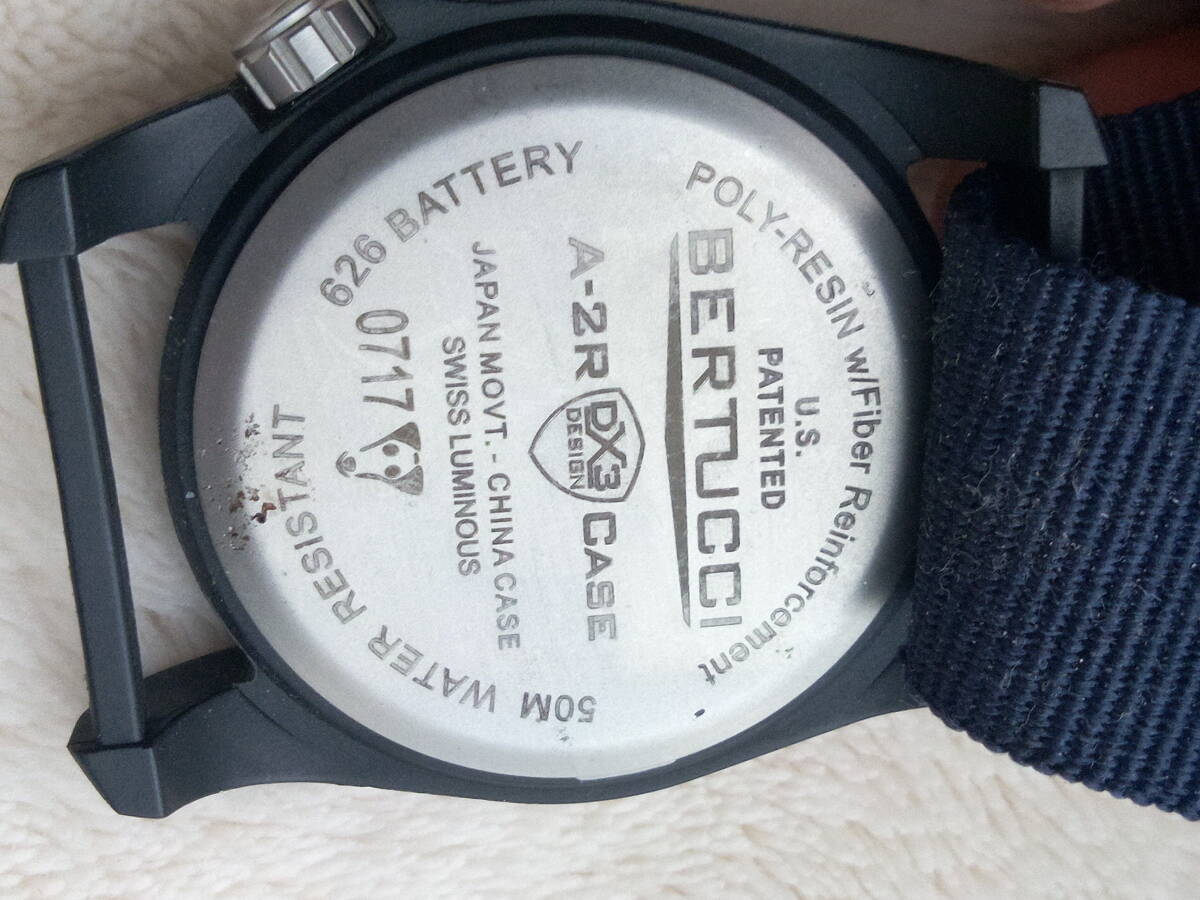 POLY-RESIN w/Fiber Reinforcement
U.S.
PATENTED
BERTUCCI
A-2R DX3 DESIGN CASE
JAPAN MOVT. - CHINA CASE
SWISS LUMINOUS
0717
626 BATTERY
50M WATER RESISTANT